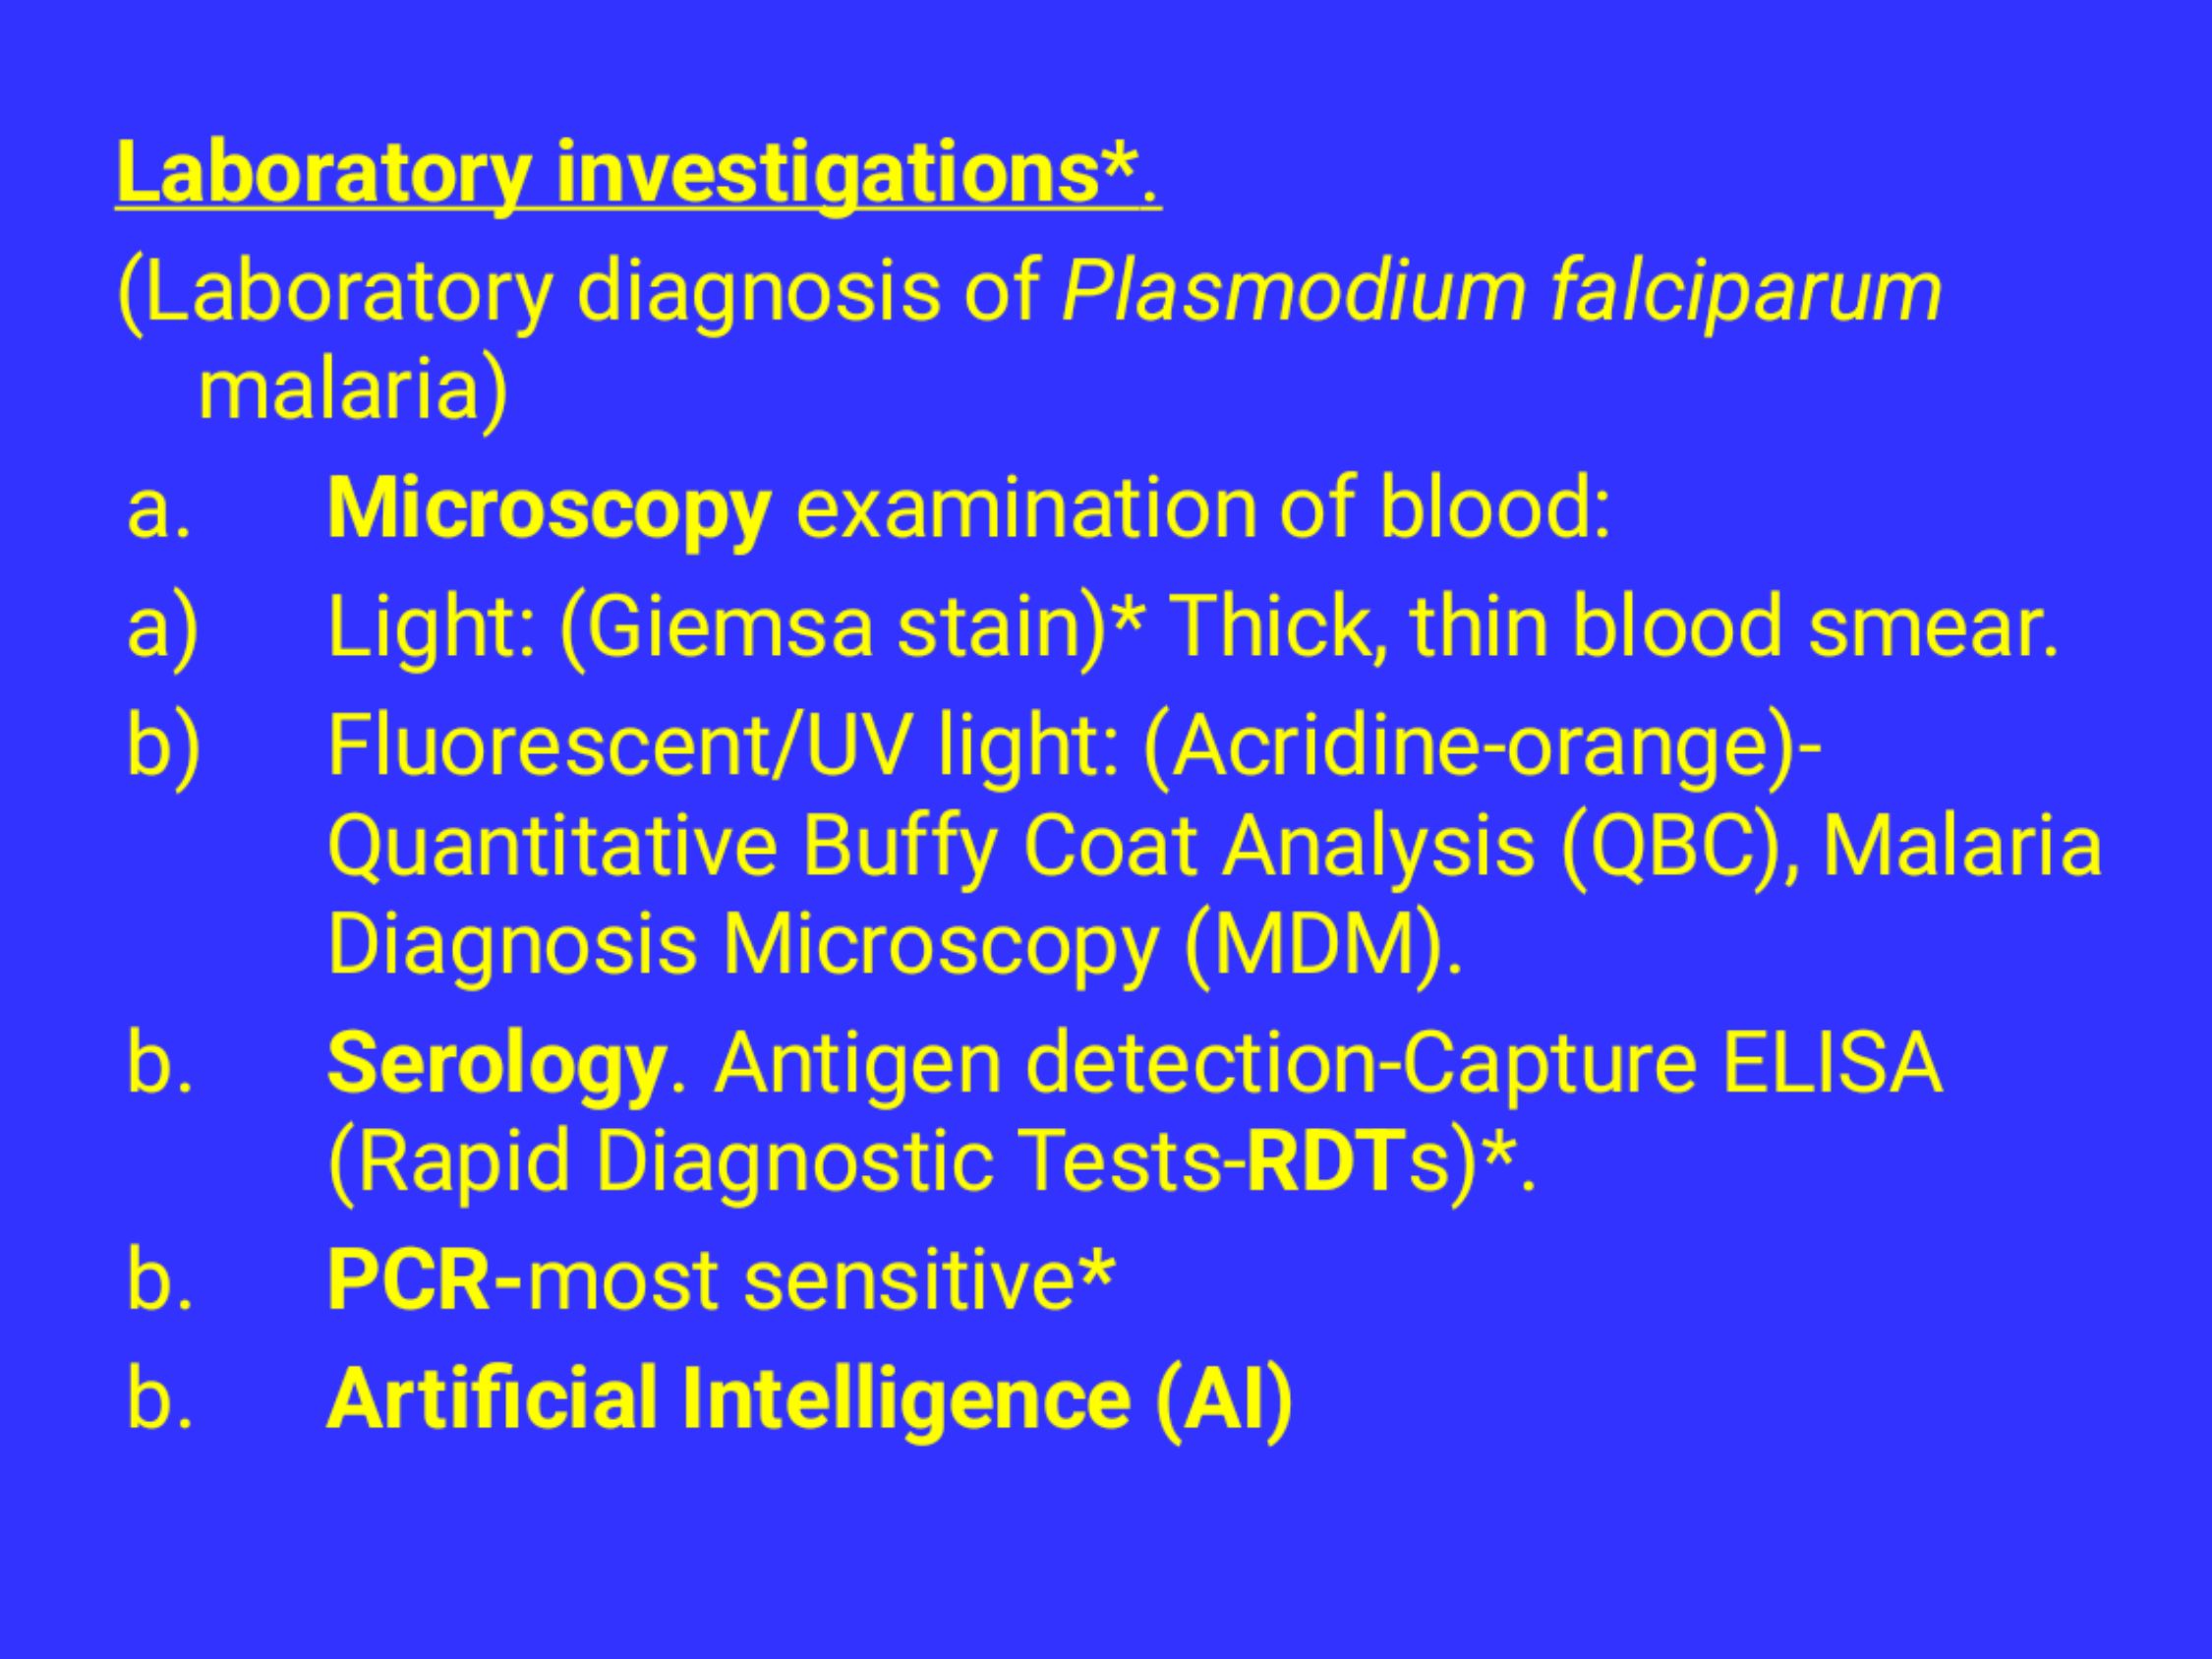 Laboratory investigations*.
(Laboratory diagnosis of Plasmodium falciparum
malaria)
a. Microscopy examination of blood:
a) Light: (Giemsa stain)* Thick, thin blood smear.
b) Fluorescent/UV light: (Acridine-orange)-
Quantitative Buffy Coat Analysis (QBC), Malaria
Diagnosis Microscopy (MDM).
b. Serology. Antigen detection-Capture ELISA
(Rapid Diagnostic Tests-RDTs)*.
b. PCR-most sensitive*
b. Artificial Intelligence (AI)